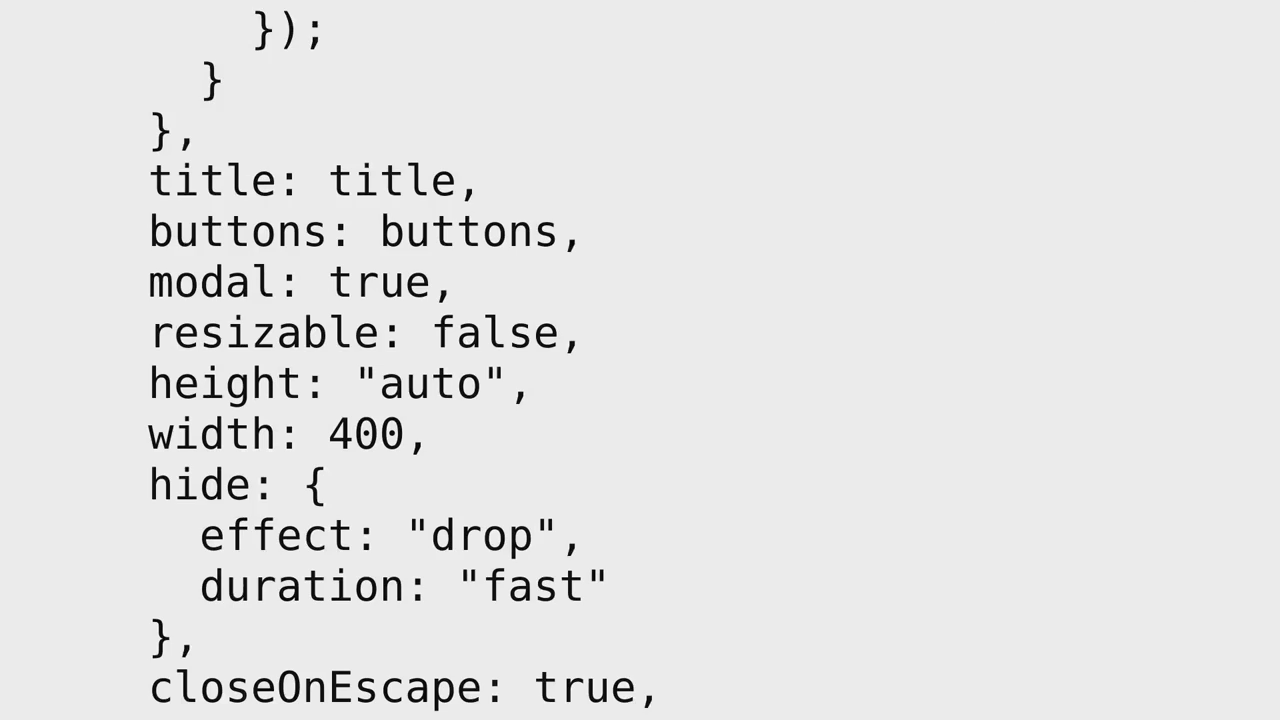 });
}
},
title: title,
buttons: buttons,
modal: true,
resizable: false,
height: "auto",
width: 400,
hide: {
effect: "drop",
duration: "fast"
},
closeOnEscape: true,